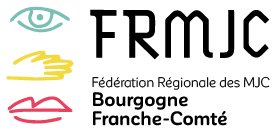 FRMJC
Fédération Régionale des MJC
Bourgogne
Franche-Comté